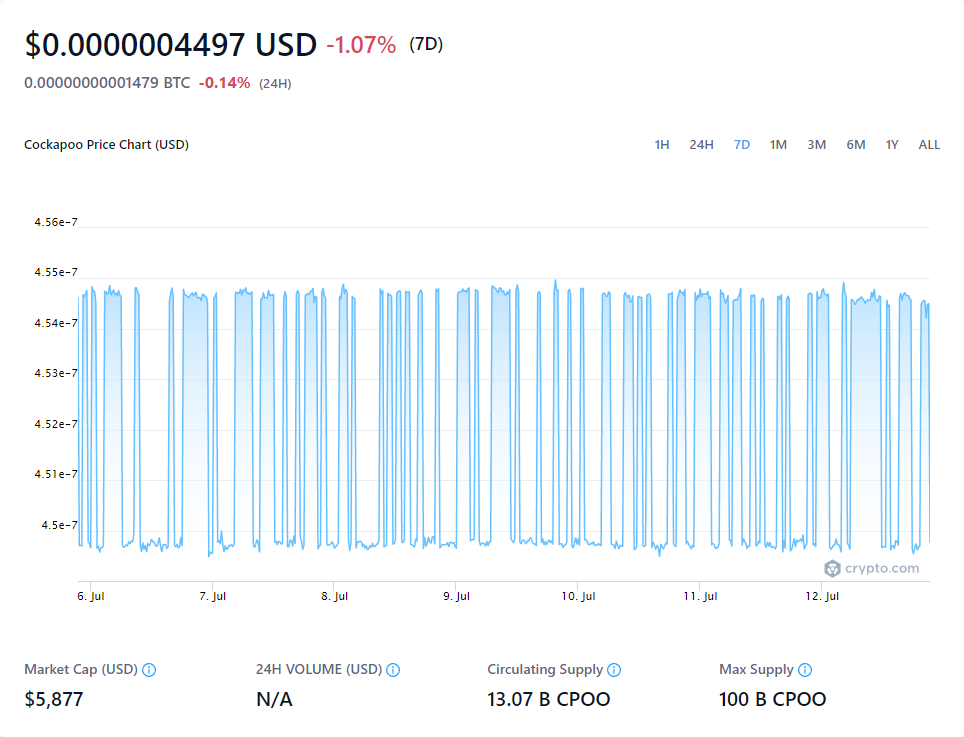 $0.0000004497 USD -1.07% (7D)
0.00000000001479 BTC -0.14% (24H)
Cockapoo Price Chart (USD) 1H 24H 7D 1M 3M 6M 1Y ALL
4.56e-7
4.55e-7
4.54e-7
4.53e-7
4.52e-7
4.51e-7
4.5e-7
crypto.com
6. Jul 7. Jul 8. Jul 9. Jul 10. Jul 11. Jul 12. Jul
Market Cap (USD) 24H VOLUME (USD) Circulating Supply Max Supply
$5,877 N/A 13.07 B CPOO 100 B CPOO